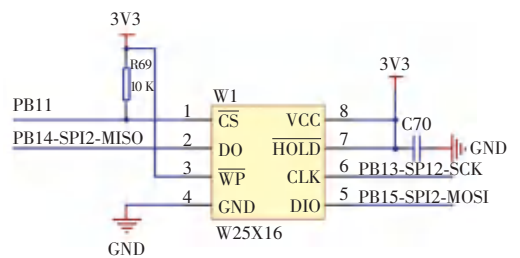 3V3
R69
10 K
3V3
W1
PB11
1
CS
VCC
8
C70
PB14-SPI2-MISO
2
DO
HOLD
7
GND
3
WP
CLK
6
PB13-SP12-SCK
4
GND
DIO
5
PB15-SPI2-MOSI
GND
W25X16